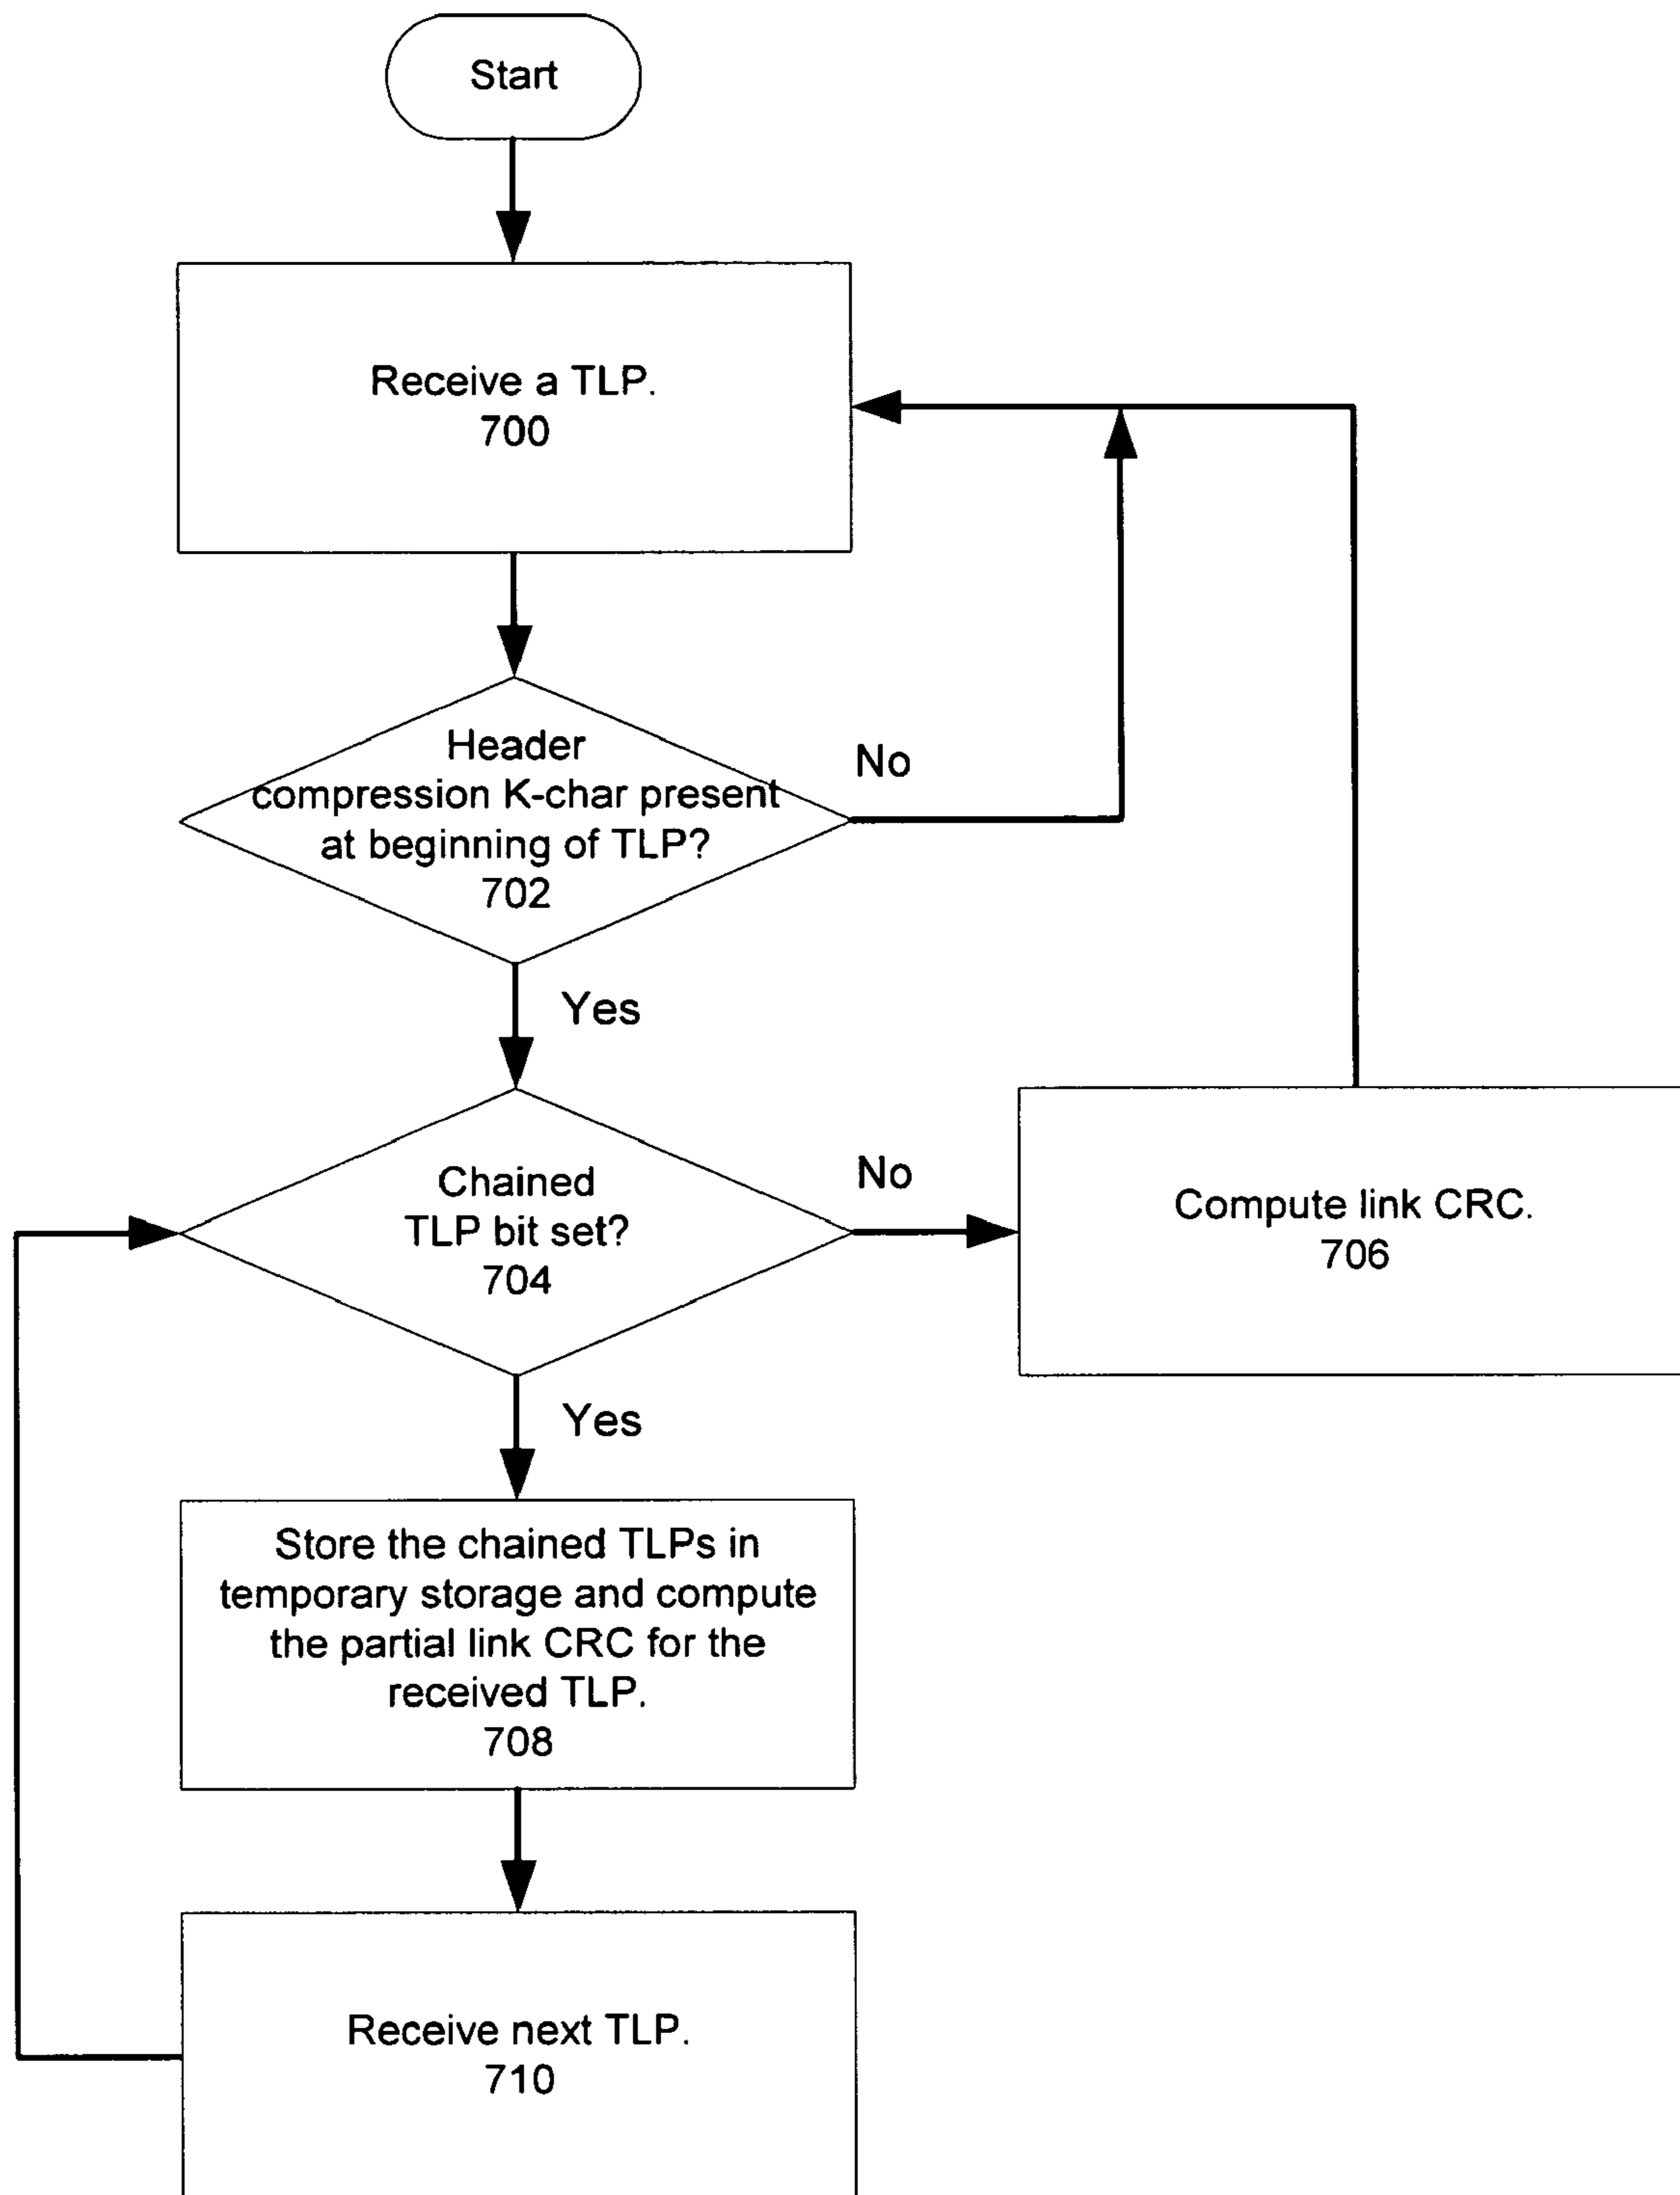 Start
Receive a TLP.
700
Header
compression K-char present
at beginning of TLP?
702
No
Yes
Chained
TLP bit set?
704
No
Compute link CRC.
706
Yes
Store the chained TLPs in
temporary storage and compute
the partial link CRC for the
received TLP.
708
Receive next TLP.
710